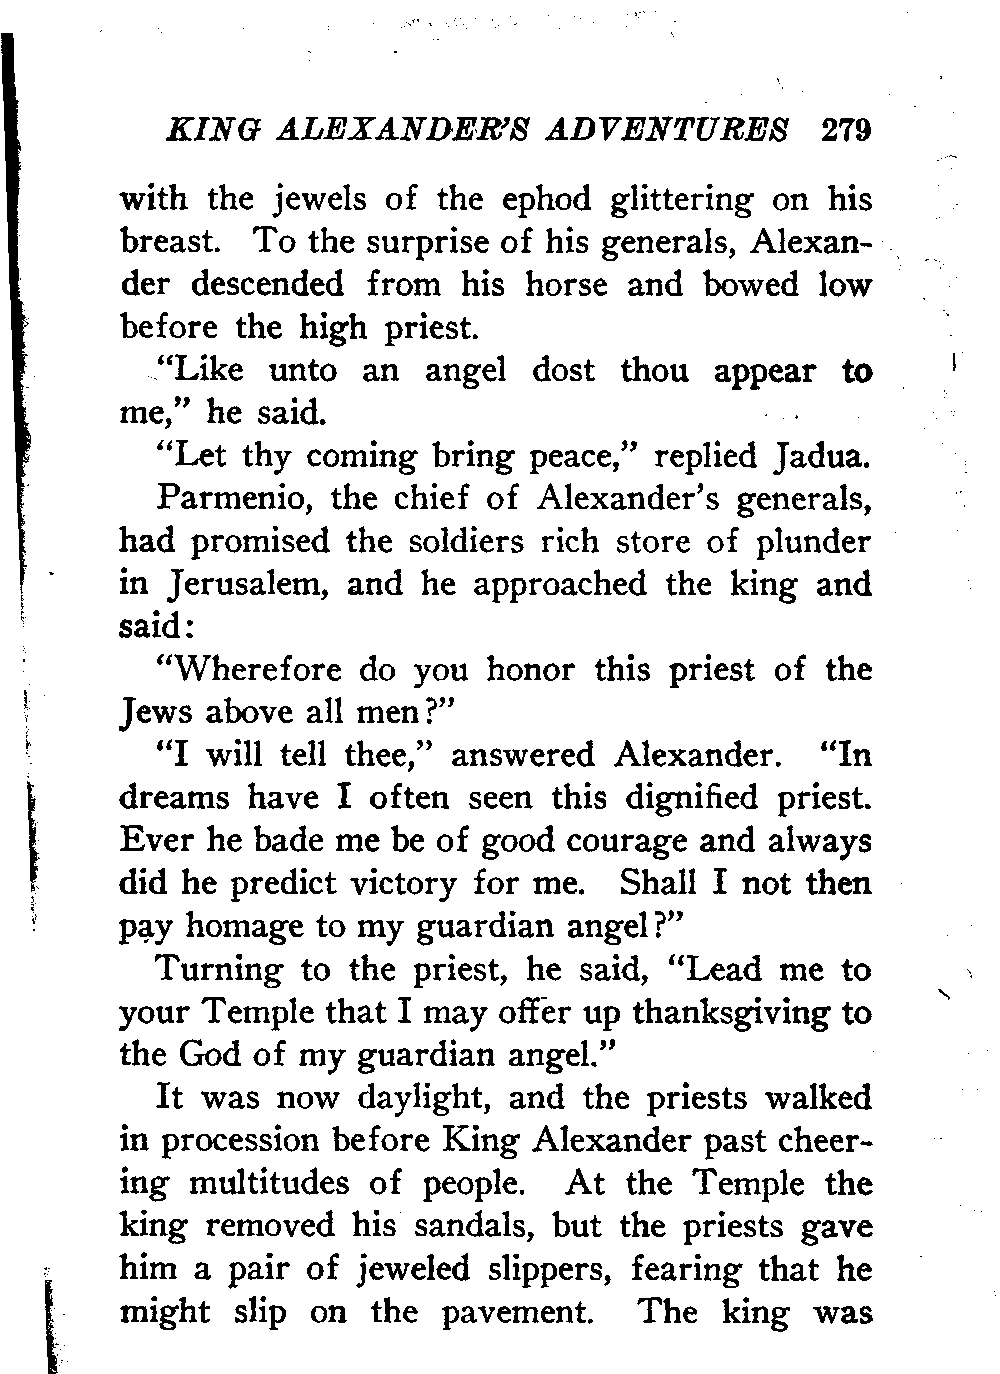 KING ALEXANDER'S ADVENTURES 279
with the jewels of the ephod glittering on his
breast. To the surprise of his generals, Alexan-
der descended from his horse and bowed low
before the high priest.
"Like unto an angel dost thou appear to
me," he said.
"Let thy coming bring peace," replied Jadua.
Parmenio, the chief of Alexander's generals,
had promised the soldiers rich store of plunder
in Jerusalem, and he approached the king and
said:
"Wherefore do you honor this priest of the
Jews above all men?"
"I will tell thee," answered Alexander. "In
dreams have I often seen this dignified priest.
Ever he bade me be of good courage and always
did he predict victory for me. Shall I not then
pay homage to my guardian angel?"
Turning to the priest, he said, "Lead me to
your Temple that I may offer up thanksgiving to
the God of my guardian angel."
It was now daylight, and the priests walked
in procession before King Alexander past cheer-
ing multitudes of people. At the Temple the
king removed his sandals, but the priests gave
him a pair of jeweled slippers, fearing that he
might slip on the pavement. The king was